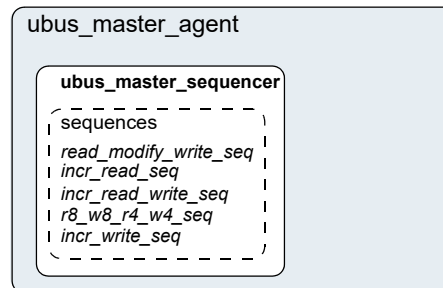 ubus_master_agent
ubus_master_sequencer
sequences
read_modify_write_seq
incr_read_seq
incr_read_write_seq
r8_w8_r4_w4_seq
incr_write_seq